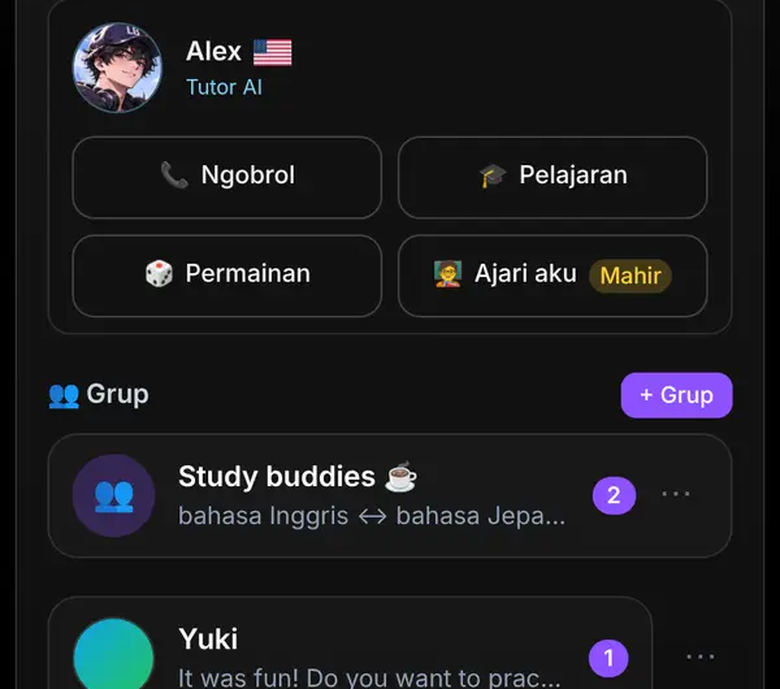 LB
Alex
Tutor AI
Ngobrol
Pelajaran
Permainan
Ajari aku Mahir
Grup
+ Grup
Study buddies
bahasa Inggris ↔ bahasa Jepa...
2
...
Yuki
It was fun! Do you want to prac...
1
...